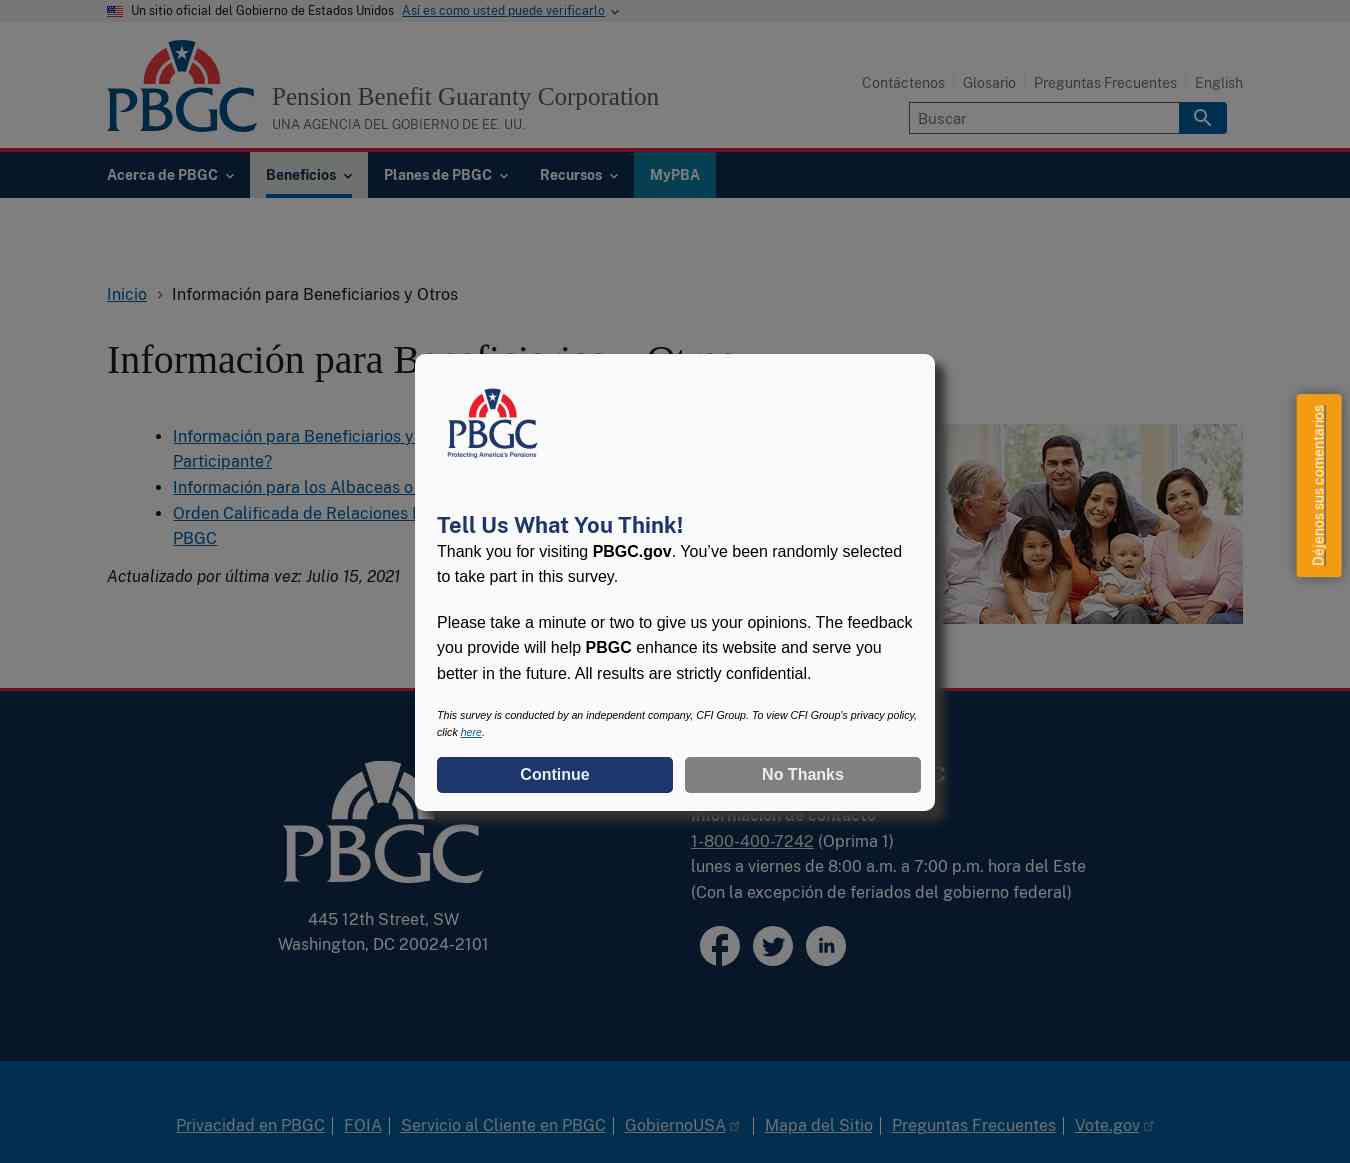 Un sitio oficial del Gobierno de Estados Unidos Así es como usted puede verificarlo
PBGC
Pension Benefit Guaranty Corporation
UNA AGENCIA DEL GOBIERNO DE EE. UU.
Contáctenos Glosario Preguntas Frecuentes English
Buscar
Acerca de PBGC Beneficios Planes de PBGC Recursos MyPBA
Inicio › Información para Beneficiarios y Otros
Información para Beneficiarios y Otros
Información para Beneficiarios y
Participante?
Información para los Albaceas o
Orden Calificada de Relaciones
PBGC
Actualizado por última vez: Julio 15, 2021
PBGC
Protecting America's Pensions
Tell Us What You Think!
Thank you for visiting PBGC.gov. You’ve been randomly selected
to take part in this survey.
Please take a minute or two to give us your opinions. The feedback
you provide will help PBGC enhance its website and serve you
better in the future. All results are strictly confidential.
This survey is conducted by an independent company, CFI Group. To view CFI Group's privacy policy,
click here.
Continue No Thanks
Déjenos sus comentarios
PBGC
445 12th Street, SW
Washington, DC 20024-2101
Información de contacto
1-800-400-7242 (Oprima 1)
lunes a viernes de 8:00 a.m. a 7:00 p.m. hora del Este
(Con la excepción de feriados del gobierno federal)
in
Privacidad en PBGC FOIA Servicio al Cliente en PBGC GobiernoUSA Mapa del Sitio Preguntas Frecuentes Vote.gov